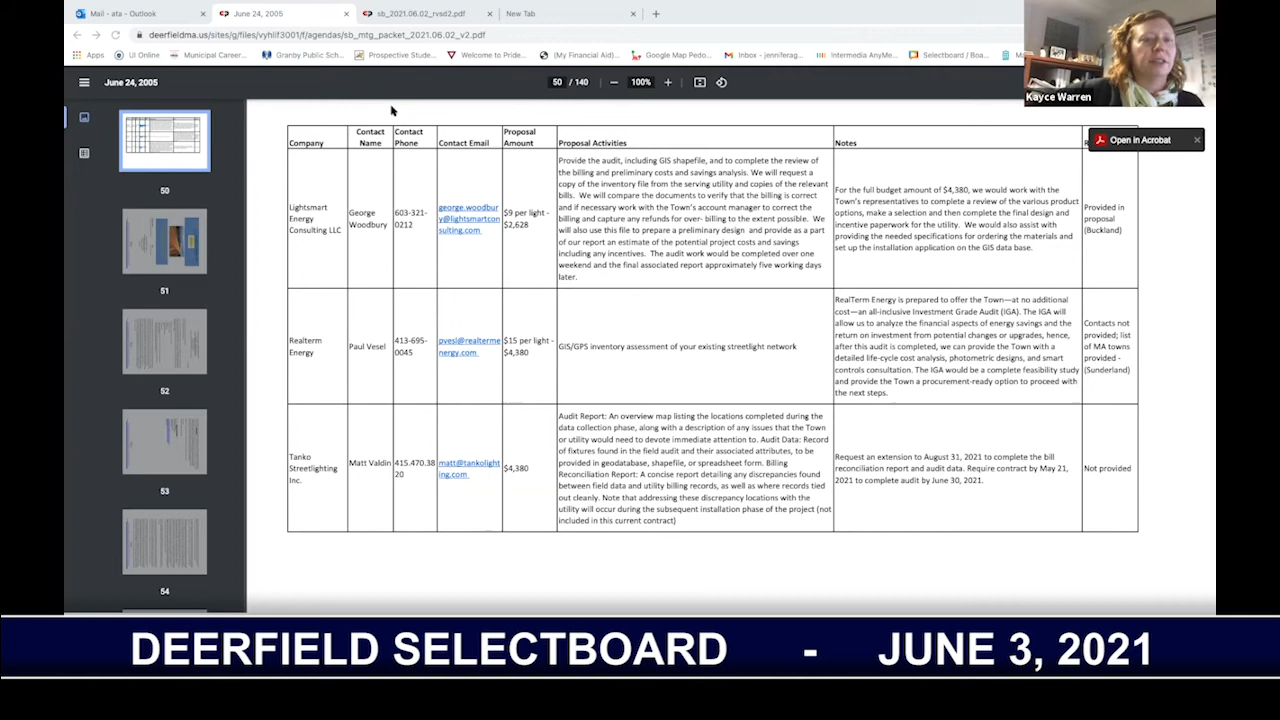 Mail - atx - Outlook
June 24, 2005
sb_2021.06.02_rvsd2.pdf
New Tab
deerfieldma.us/sites/g/files/vyhlif3001/f/agendas/sb_mtg_packet_2021.06.02_v2.pdf
Apps
UI Online
Municipal Career...
Granby Public Sch...
Prospective Stude...
Welcome to Pride...
(My Financial Aid)...
Google Map Pedo...
Inbox - jenniferag...
Intermedia AnyMe...
Selectboard / Boa...
June 24, 2005
50 / 140
100%
Kayce Warren
Open in Acrobat
50
51
52
53
54
Company
Contact
Name
Contact
Phone
Contact Email
Proposal
Amount
Proposal Activities
Notes
Lightsmart
Energy
Consulting LLC
George
Woodbury
603-321-
0212
george.woodbur
y@lightsmartcon
sulting.com
$9 per light -
$2,628
Provide the audit, including GIS shapefile, and to complete the review of
the billing and preliminary costs and savings analysis. We will request a
copy of the inventory file from the serving utility and copies of the relevant
bills. We will compare the documents to verify that the billing is correct
and if necessary work with the Town's account manager to correct the
billing and capture any refunds for over- billing to the extent possible. We
will also use this file to prepare a preliminary design and provide as a part
of our report an estimate of the potential project costs and savings
including any incentives. The audit work would be completed over one
weekend and the final associated report approximately five working days
later.
For the full budget amount of $4,380, we would work with the
Town's representatives to complete a review of the various product
options, make a selection and then complete the final design and
incentive paperwork for the utility. We would also assist with
providing the needed specifications for ordering the materials and
set up the installation application on the GIS data base.
Provided in
proposal
(Buckland)
Realterm
Energy
Paul Vesel
413-695-
0045
pvesl@realterme
nergy.com
$15 per light -
$4,380
GIS/GPS inventory assessment of your existing streetlight network
RealTerm Energy is prepared to offer the Town—at no additional
cost—an all-inclusive Investment Grade Audit (IGA). The IGA will
allow us to analyze the financial aspects of energy savings and the
return on investment from potential changes or upgrades, hence,
after this audit is completed, we can provide the Town with a
detailed life-cycle cost analysis, photometric designs, and smart
controls consultation. The IGA would be a complete feasibility study
and provide the Town a procurement-ready option to proceed with
the next steps.
Contacts not
provided; list
of MA towns
provided -
(Sunderland)
Tanko
Streetlighting
Inc.
Matt Valdin
415.470.38
20
matt@tankolight
ing.com
$4,380
Audit Report: An overview map listing the locations completed during the
data collection phase, along with a description of any issues that the Town
or utility would need to devote immediate attention to. Audit Data: Record
of fixtures found in the field audit and their associated attributes, to be
provided in geodatabase, shapefile, or spreadsheet form. Billing
Reconciliation Report: A concise report detailing any discrepancies found
between field data and utility billing records, as well as where records tied
out cleanly. Note that addressing these discrepancy locations with the
utility will occur during the subsequent installation phase of the project (not
included in this current contract)
Request an extension to August 31, 2021 to complete the bill
reconciliation report and audit data. Require contract by May 21,
2021 to complete audit by June 30, 2021.
Not provided
DEERFIELD SELECTBOARD - JUNE 3, 2021